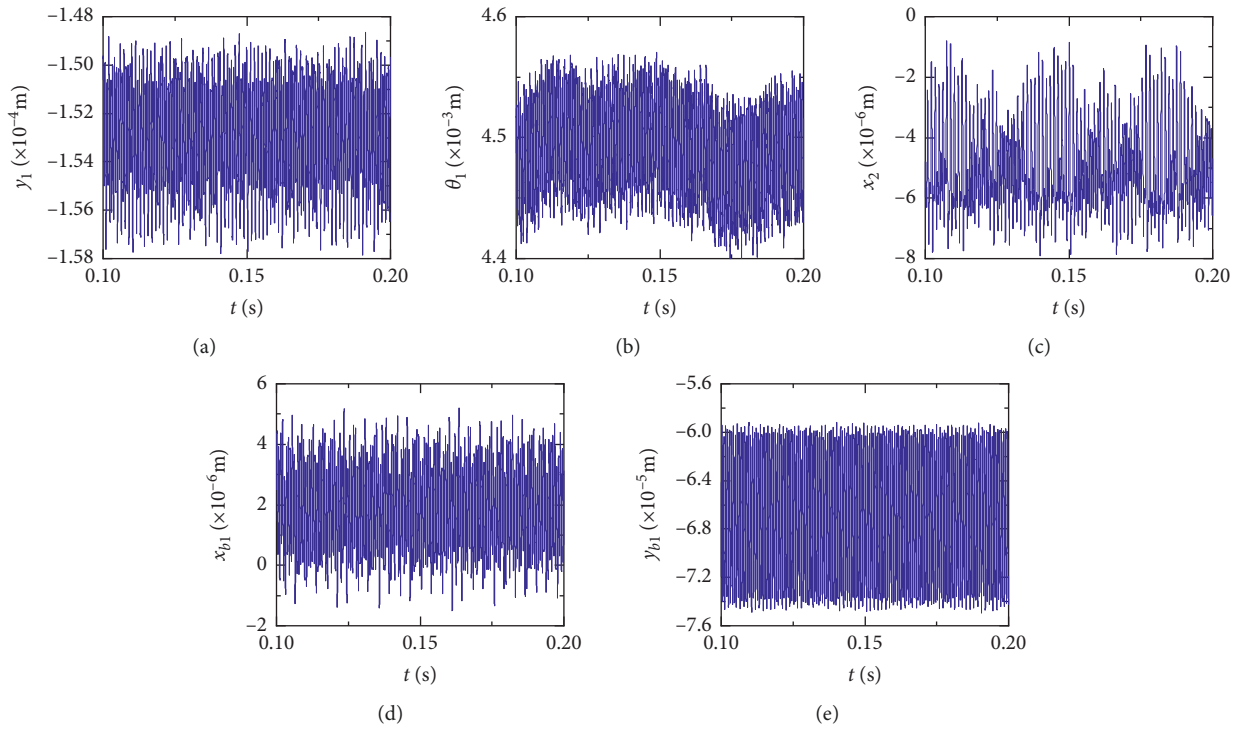 −1.48
−1.50
−1.52
−1.54
−1.56
−1.58
y1 (×10−4 m)
0.10 0.15 0.20
t (s)
(a)
4.6
4.5
4.4
θ1 (×10−3 m)
0.10 0.15 0.20
t (s)
(b)
0
−2
−4
−6
−8
x2 (×10−6 m)
0.10 0.15 0.20
t (s)
(c)
6
4
2
0
−2
xb1 (×10−6 m)
0.10 0.15 0.20
t (s)
(d)
−5.6
−6.0
−6.4
−6.8
−7.2
−7.6
yb1 (×10−5 m)
0.10 0.15 0.20
t (s)
(e)